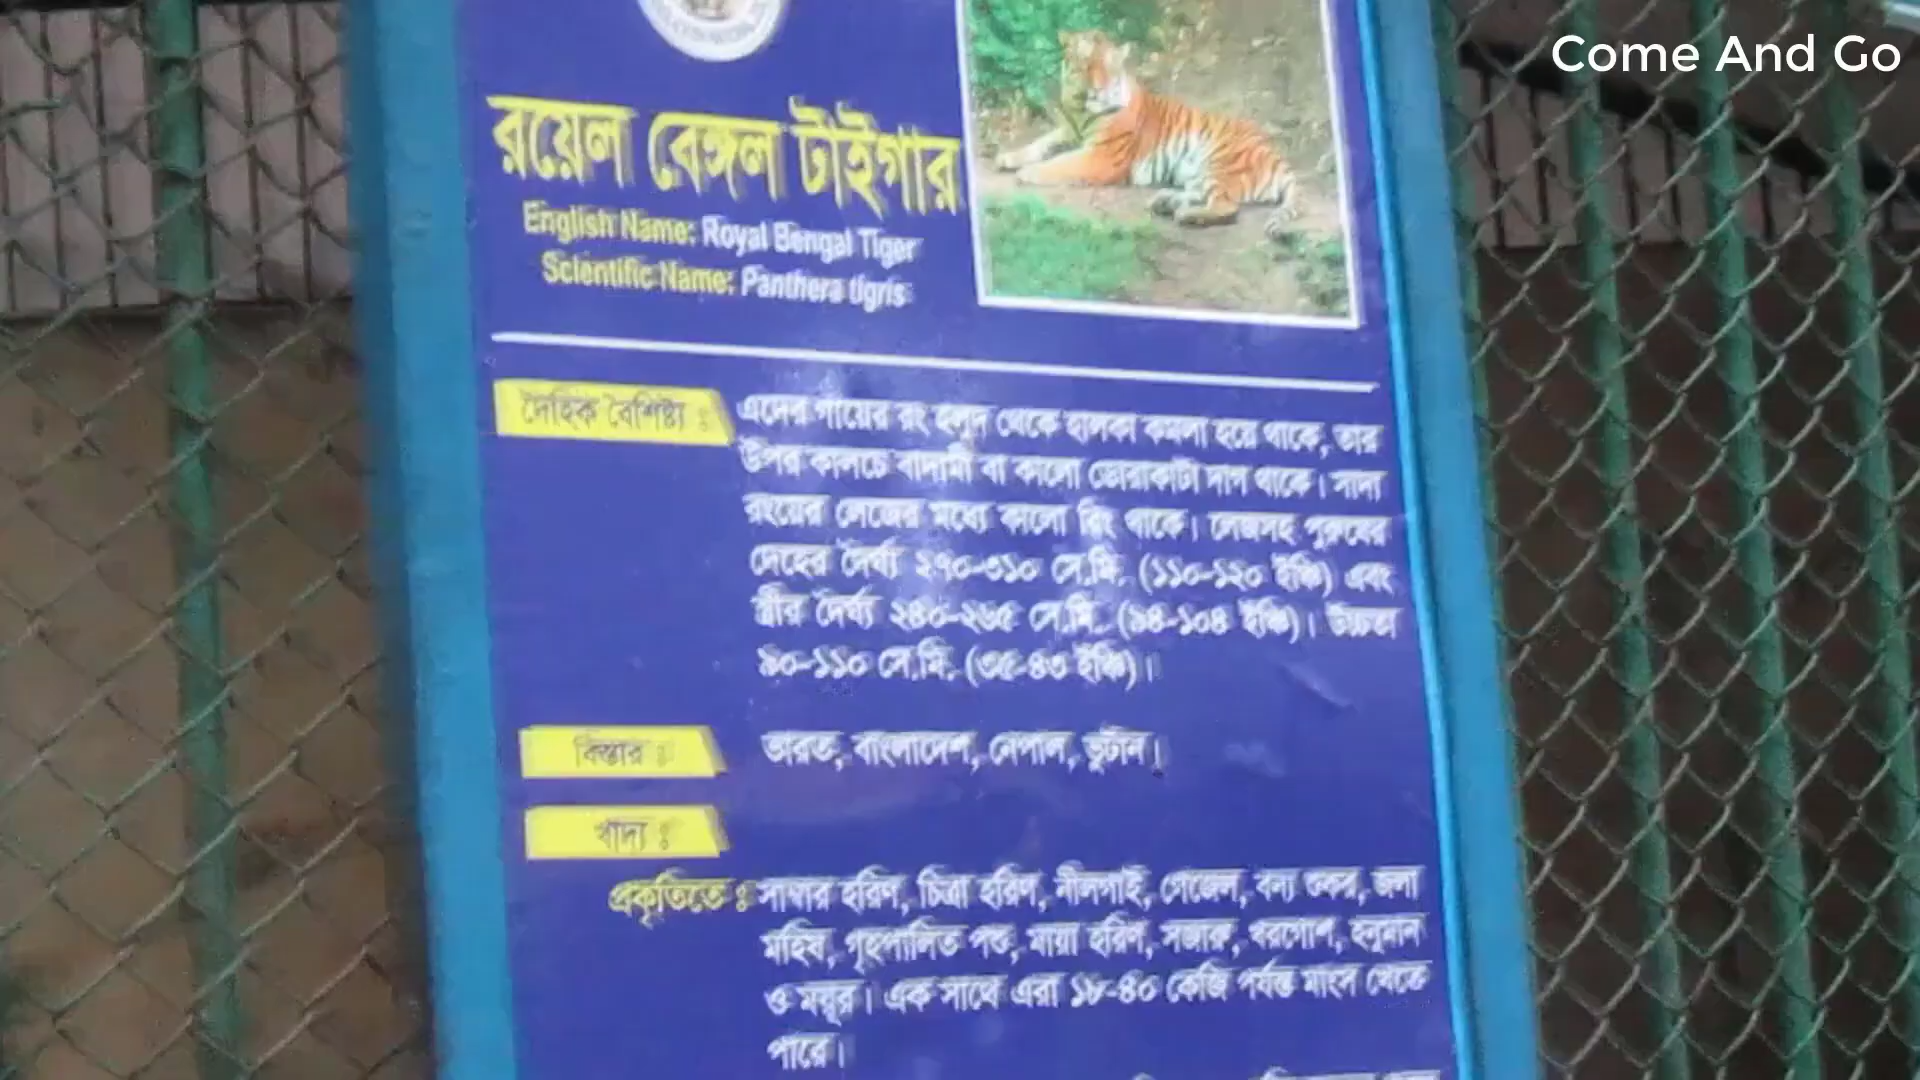 Come And Go
রয়েল বেঙ্গল টাইগার
English Name: Royal Bengal Tiger
Scientific Name: Panthera tigris
দৈহিক বৈশিষ্ট্য : এদের গায়ের রং হলুদ থেকে হালকা কমলা হয়ে থাকে, তার
উপর কালচে বাদামী বা কালো ডোরাকাটা দাগ থাকে। সাদা
রংয়ের লেজের মধ্যে কালো রিং থাকে। লেজসহ পুরুষের
দেহের দৈর্ঘ্য ২৭০-৩১০ সে.মি. (১১০-১২০ ইঞ্চি) এবং
স্ত্রীর দৈর্ঘ্য ২৪০-২৬৫ সে.মি. (৯৪-১০৪ ইঞ্চি)। উচ্চতা
৯০-১১০ সে.মি. (৩৫-৪৩ ইঞ্চি)।
বিস্তার : ভারত, বাংলাদেশ, নেপাল, ভুটান।
খাদ্য :
প্রকৃতিতে : সাম্বার হরিণ, চিত্রা হরিণ, নীলগাই, গেজেল, বন্য শুকর, জলা
মহিষ, গৃহপালিত পশু, মায়া হরিণ, সজারু, খরগোশ, হনুমান
ও ময়ূর। এক সাথে এরা ১৮-৪০ কেজি পর্যন্ত মাংস খেতে
পারে।